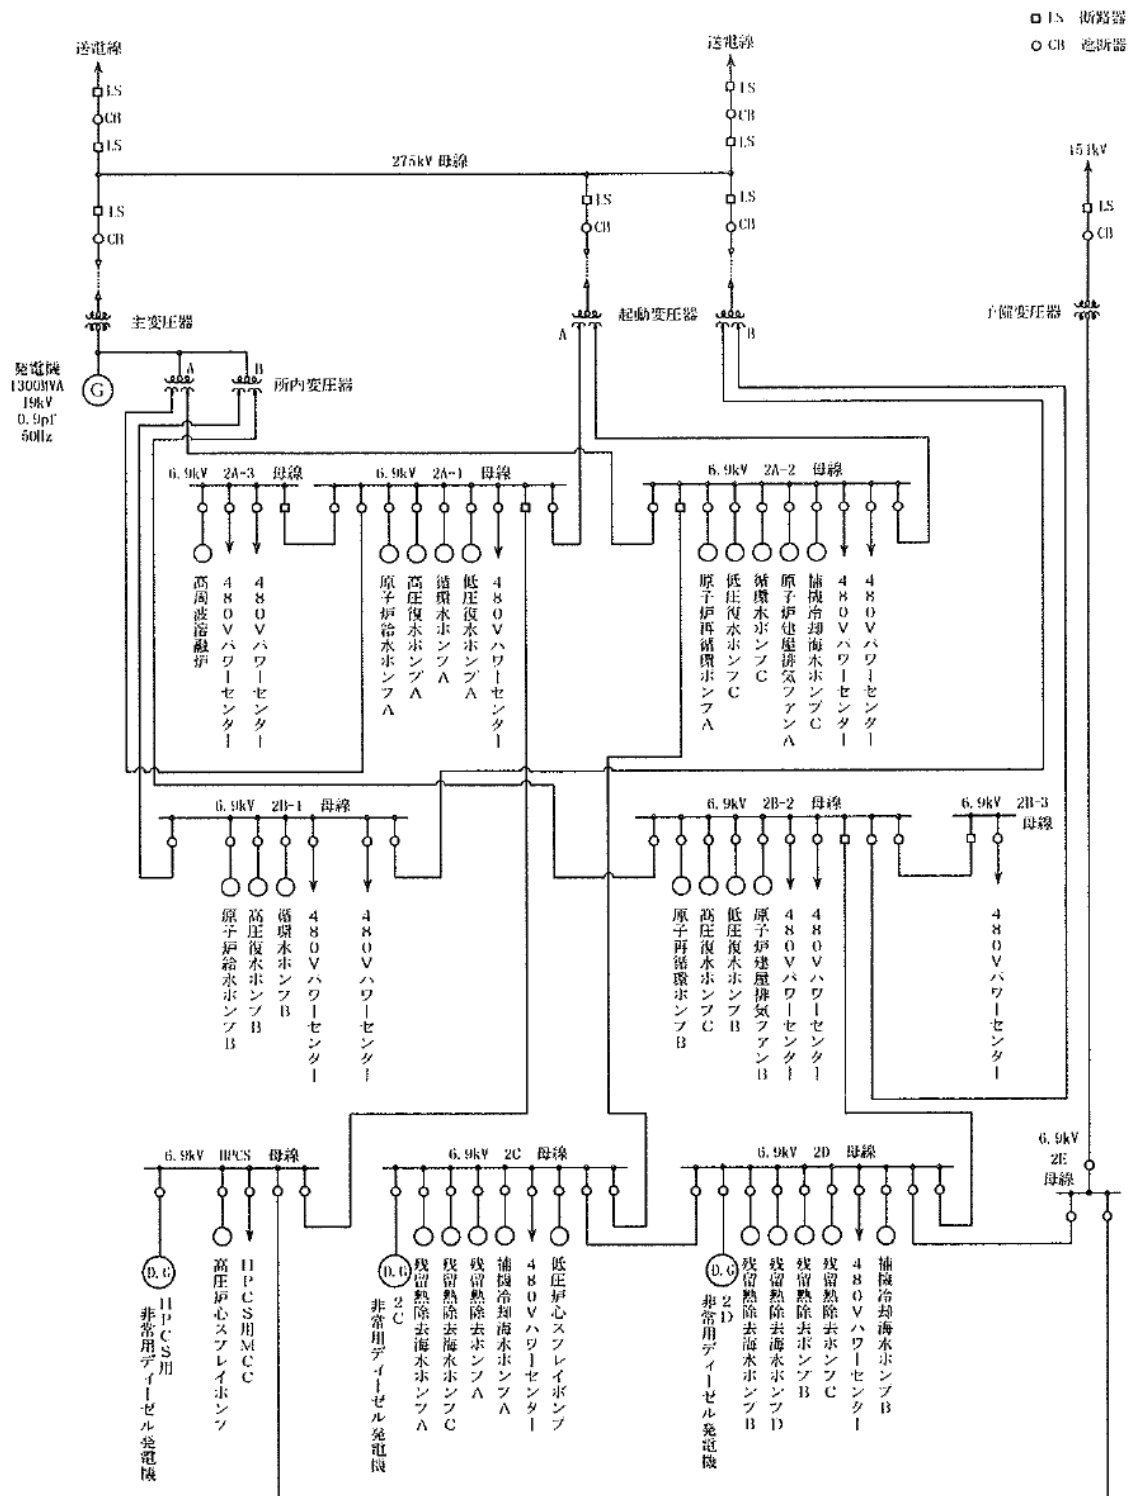 LS 断路器
CB 遮断器
送電線
送電線
LS
CB
LS
LS
CB
LS
275kV 母線
154kV
LS
CB
LS
CB
LS
CB
LS
CB
主変圧器
A
起動変圧器
B
予備変圧器
発電機
1300MVA
19kV
0.9pf
50Hz
G
A
B
所内変圧器
6.9kV 2A-3 母線
6.9kV 2A-1 母線
6.9kV 2A-2 母線
高周波溶融炉
480Vパワーセンター
480Vパワーセンター
原子炉給水ポンプA
高圧復水ポンプA
循環水ポンプA
低圧復水ポンプA
480Vパワーセンター
原子炉再循環ポンプA
低圧復水ポンプC
循環水ポンプC
原子炉建屋排気ファンA
補機冷却海水ポンプC
480Vパワーセンター
480Vパワーセンター
6.9kV 2B-1 母線
6.9kV 2B-2 母線
6.9kV 2B-3
母線
原子炉給水ポンプB
高圧復水ポンプB
循環水ポンプB
480Vパワーセンター
480Vパワーセンター
原子再循環ポンプB
高圧復水ポンプC
低圧復水ポンプB
原子炉建屋排気ファンB
480Vパワーセンター
480Vパワーセンター
480Vパワーセンター
6.9kV HPCS 母線
6.9kV 2C 母線
6.9kV 2D 母線
6.9kV
2E
母線
D.G
HPCS用
非常用ディーゼル発電機
高圧炉心スプレイポンプ
HPCS用MCC
D.G
2C
非常用ディーゼル発電機
残留熱除去海水ポンプA
残留熱除去海水ポンプC
残留熱除去ポンプA
補機冷却海水ポンプA
480Vパワーセンター
低圧炉心スプレイポンプ
D.G
2D
非常用ディーゼル発電機
残留熱除去海水ポンプB
残留熱除去海水ポンプD
残留熱除去ポンプB
残留熱除去ポンプC
480Vパワーセンター
補機冷却海水ポンプB